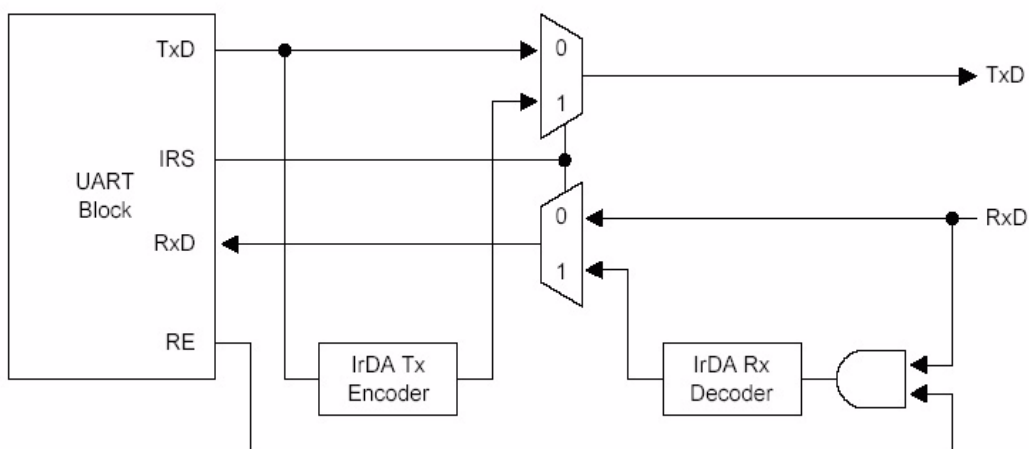 TxD
0
TxD
1
IRS
UART
Block
0
RxD
RxD
1
RE
IrDA Tx
Encoder
IrDA Rx
Decoder